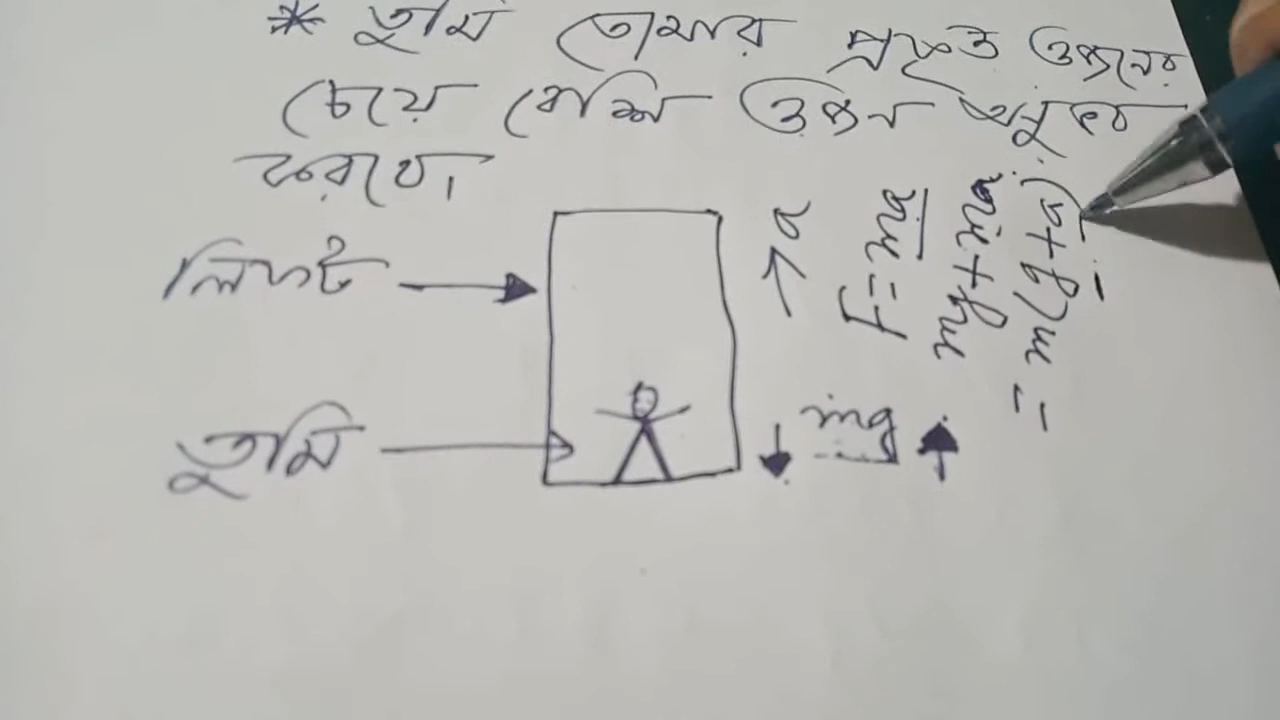 * তুমি তোমার প্রকৃত ওজনের
চেয়ে বেশি ওজন অনুভব
করবে।
লিফট
তুমি
a
F = ma
mg + ma
= m(g + a)
mg